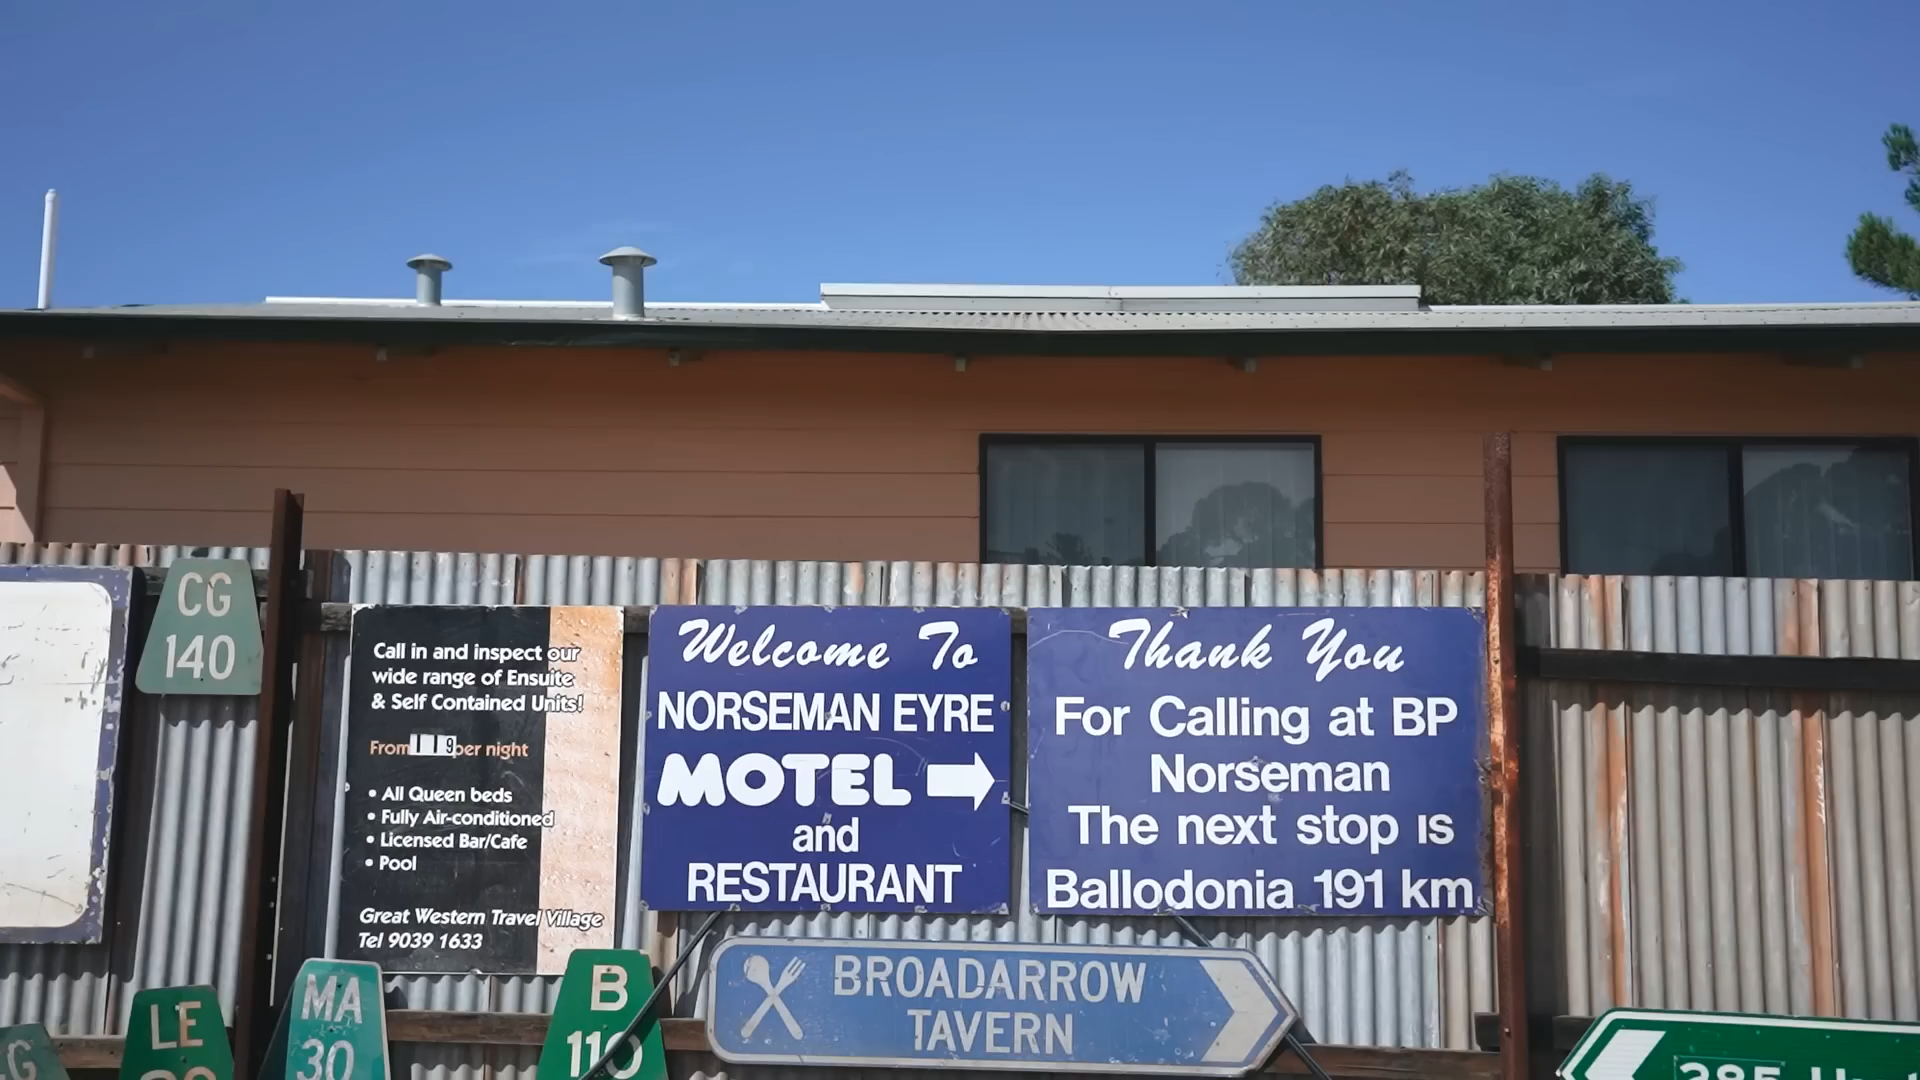 CG
140
Call in and inspect our
wide range of Ensuite
& Self Contained Units!
From 119 per night
• All Queen beds
• Fully Air-conditioned
• Licensed Bar/Cafe
• Pool
Great Western Travel Village
Tel 9039 1633
Welcome To
NORSEMAN EYRE
MOTEL
and
RESTAURANT
Thank You
For Calling at BP
Norseman
The next stop is
Balladonia 191 km
LE
MA
30
B
110
BROADARROW
TAVERN
G
285